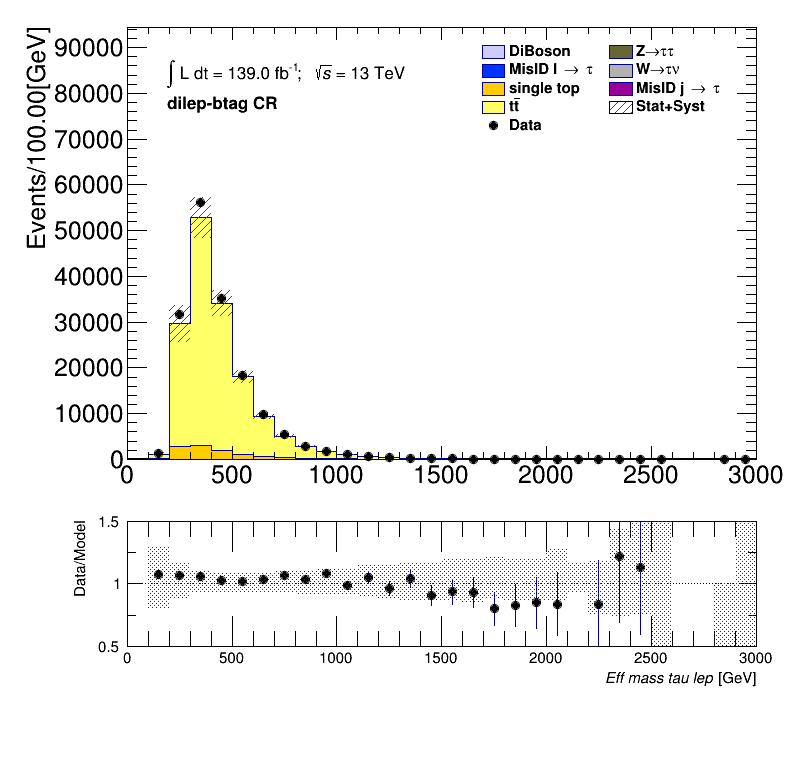 Events/100.00[GeV]
90000
80000
70000
60000
50000
40000
30000
20000
10000
0
∫ L dt = 139.0 fb⁻¹; √s = 13 TeV
dilep-btag CR
DiBoson
MisID l → τ
single top
tt̄
Data
Z→ττ
W→τν
MisID j → τ
Stat+Syst
0 500 1000 1500 2000 2500 3000
Data/Model
1.5
1
0.5
0 500 1000 1500 2000 2500 3000
Eff mass tau lep [GeV]